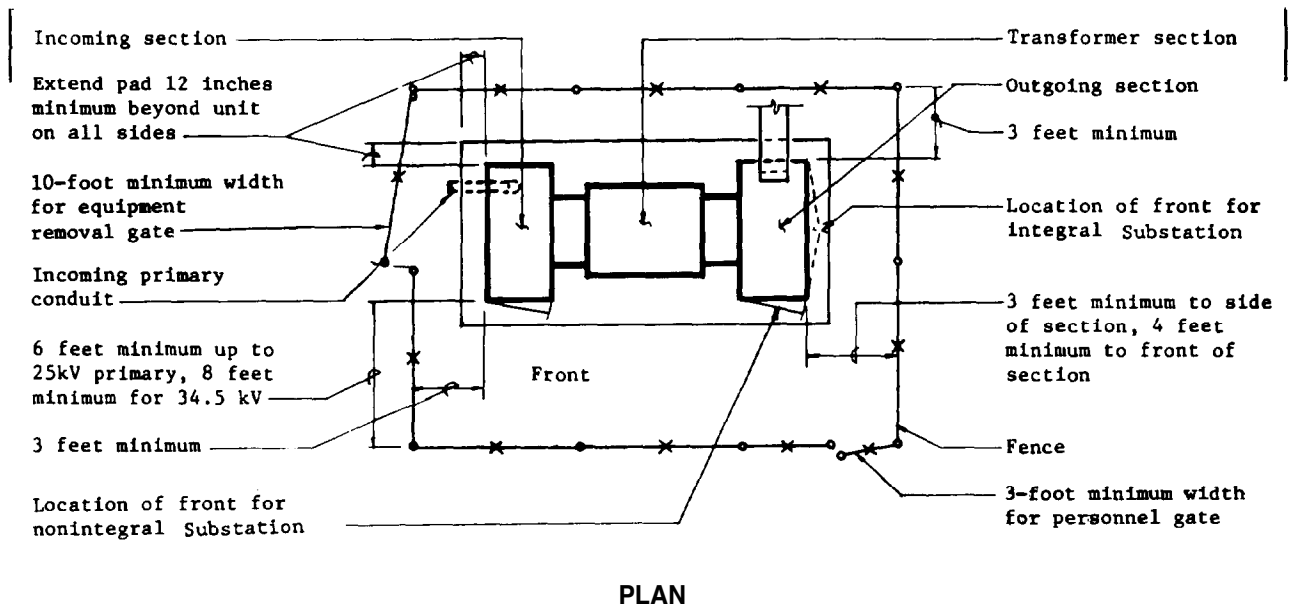 Incoming section
Extend pad 12 inches
minimum beyond unit
on all sides
10-foot minimum width
for equipment
removal gate
Incoming primary
conduit
6 feet minimum up to
25kV primary, 8 feet
minimum for 34.5 kV
3 feet minimum
Location of front for
nonintegral Substation
Front
Transformer section
Outgoing section
3 feet minimum
Location of front for
integral Substation
3 feet minimum to side
of section, 4 feet
minimum to front of
section
Fence
3-foot minimum width
for personnel gate
PLAN